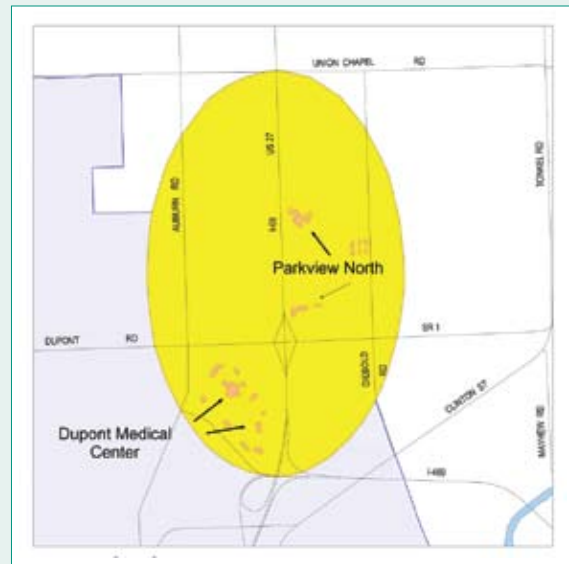 UNION CHAPEL RD
US 27
TONKEL RD
AUBURN RD
I-69
Parkview North
DUPONT RD
SR 1
DIEBOLD RD
CLINTON ST
Dupont Medical
Center
MAYHEW RD
I-469